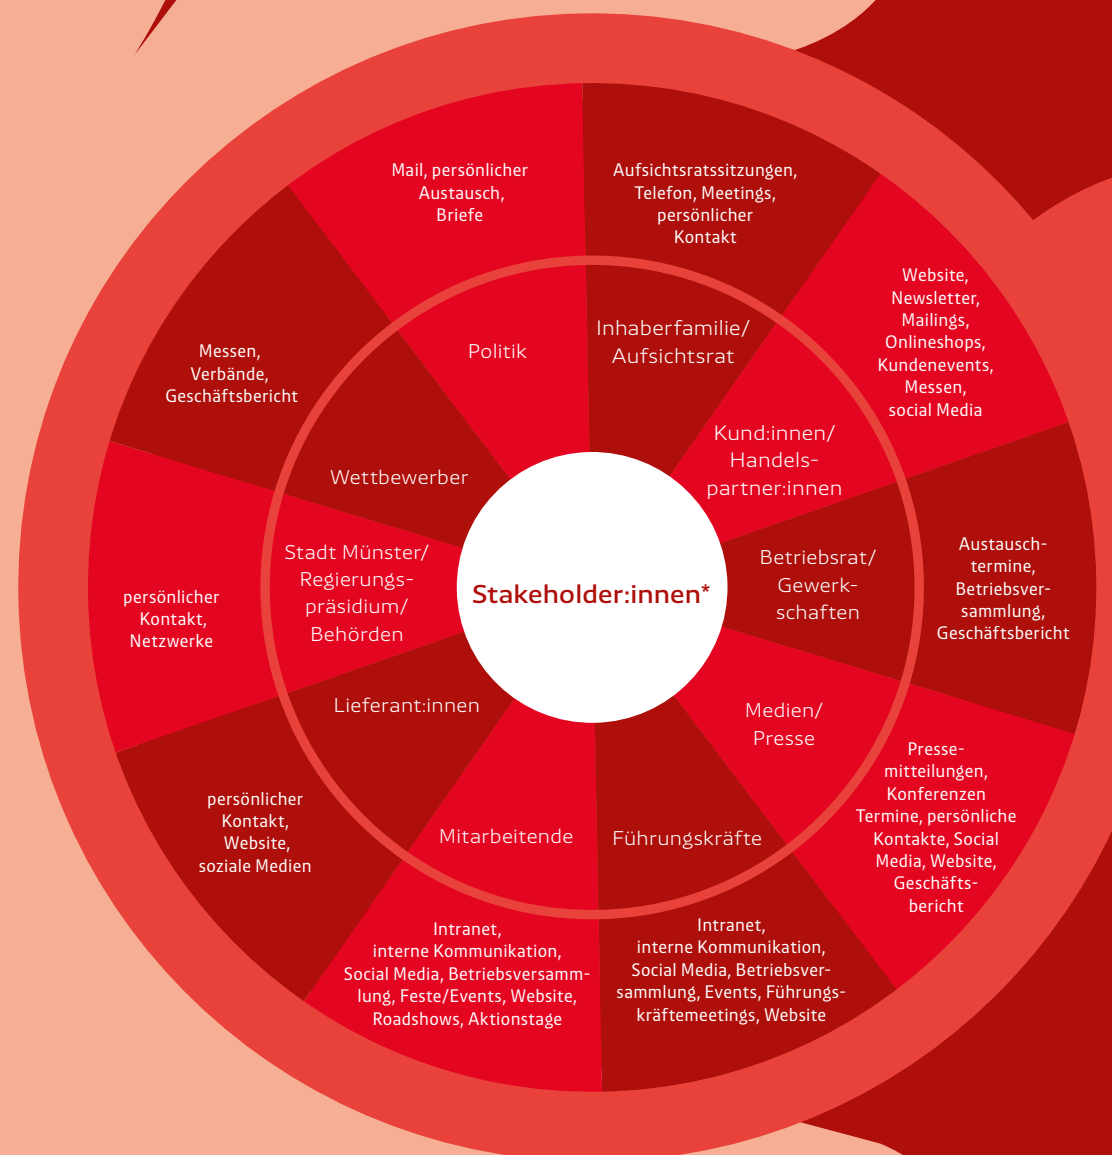 Stakeholder:innen*
Inhaberfamilie/
Aufsichtsrat
Aufsichtsratssitzungen,
Telefon, Meetings,
persönlicher
Kontakt
Kund:innen/
Handels-
partner:innen
Website,
Newsletter,
Mailings,
Onlineshops,
Kundenevents,
Messen,
social Media
Betriebsrat/
Gewerk-
schaften
Austausch-
termine,
Betriebsver-
sammlung,
Geschäftsbericht
Medien/
Presse
Presse-
mitteilungen,
Konferenzen
Termine, persönliche
Kontakte, Social
Media, Website,
Geschäfts-
bericht
Führungskräfte
Intranet,
interne Kommunikation,
Social Media, Betriebsver-
sammlung, Events, Führungs-
kräftemeetings, Website
Mitarbeitende
Intranet,
interne Kommunikation,
Social Media, Betriebsversamm-
lung, Feste/Events, Website,
Roadshows, Aktionstage
Lieferant:innen
persönlicher
Kontakt,
Website,
soziale Medien
Stadt Münster/
Regierungs-
präsidium/
Behörden
persönlicher
Kontakt,
Netzwerke
Wettbewerber
Messen,
Verbände,
Geschäftsbericht
Politik
Mail, persönlicher
Austausch,
Briefe